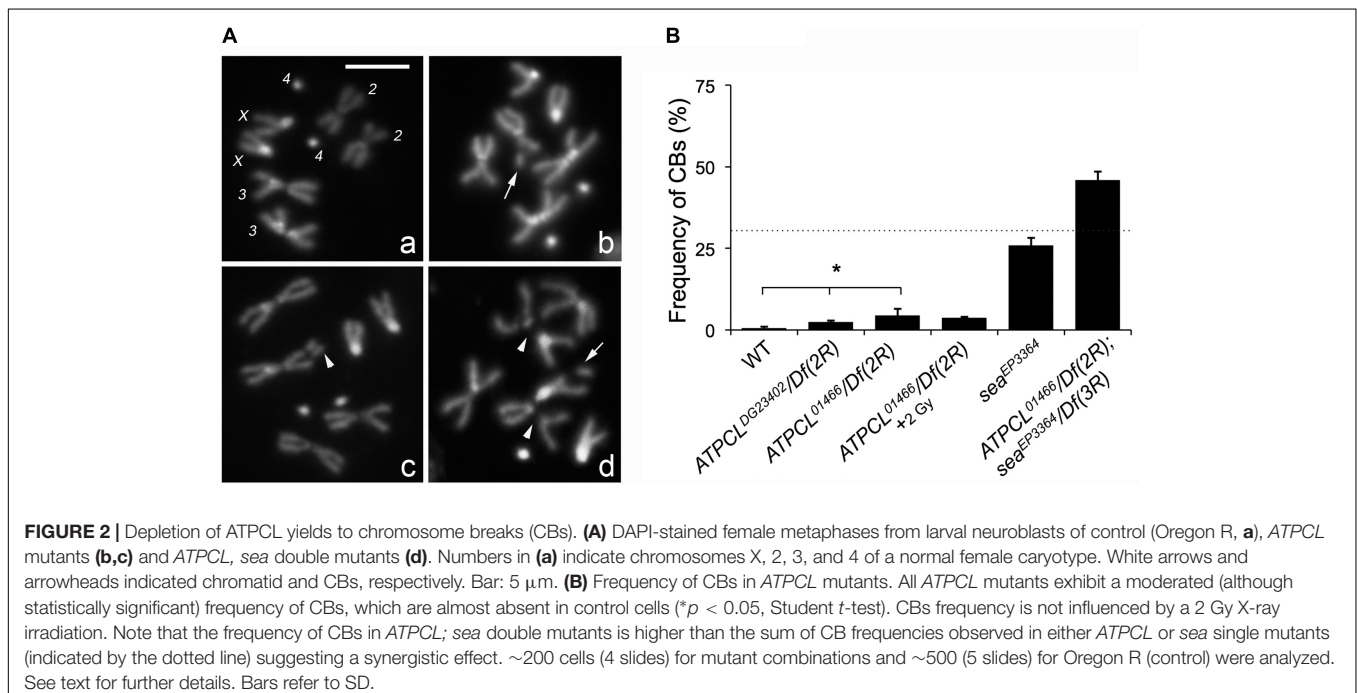 A
B
4
2
X
2
4
X
3
3
a
b
c
d
75
50
25
0
Frequency of CBs (%)
*
WT
ATPCL^DG23402/Df(2R)
ATPCL^01466/Df(2R)
ATPCL^01466/Df(2R)
+2 Gy
sea^EP3364
ATPCL^01466/Df(2R);
sea^EP3364/Df(3R)
FIGURE 2 | Depletion of ATPCL yields to chromosome breaks (CBs). (A) DAPI-stained female metaphases from larval neuroblasts of control (Oregon R, a), ATPCL
mutants (b,c) and ATPCL, sea double mutants (d). Numbers in (a) indicate chromosomes X, 2, 3, and 4 of a normal female caryotype. White arrows and
arrowheads indicated chromatid and CBs, respectively. Bar: 5 μm. (B) Frequency of CBs in ATPCL mutants. All ATPCL mutants exhibit a moderated (although
statistically significant) frequency of CBs, which are almost absent in control cells (*p < 0.05, Student t-test). CBs frequency is not influenced by a 2 Gy X-ray
irradiation. Note that the frequency of CBs in ATPCL; sea double mutants is higher than the sum of CB frequencies observed in either ATPCL or sea single mutants
(indicated by the dotted line) suggesting a synergistic effect. ~200 cells (4 slides) for mutant combinations and ~500 (5 slides) for Oregon R (control) were analyzed.
See text for further details. Bars refer to SD.